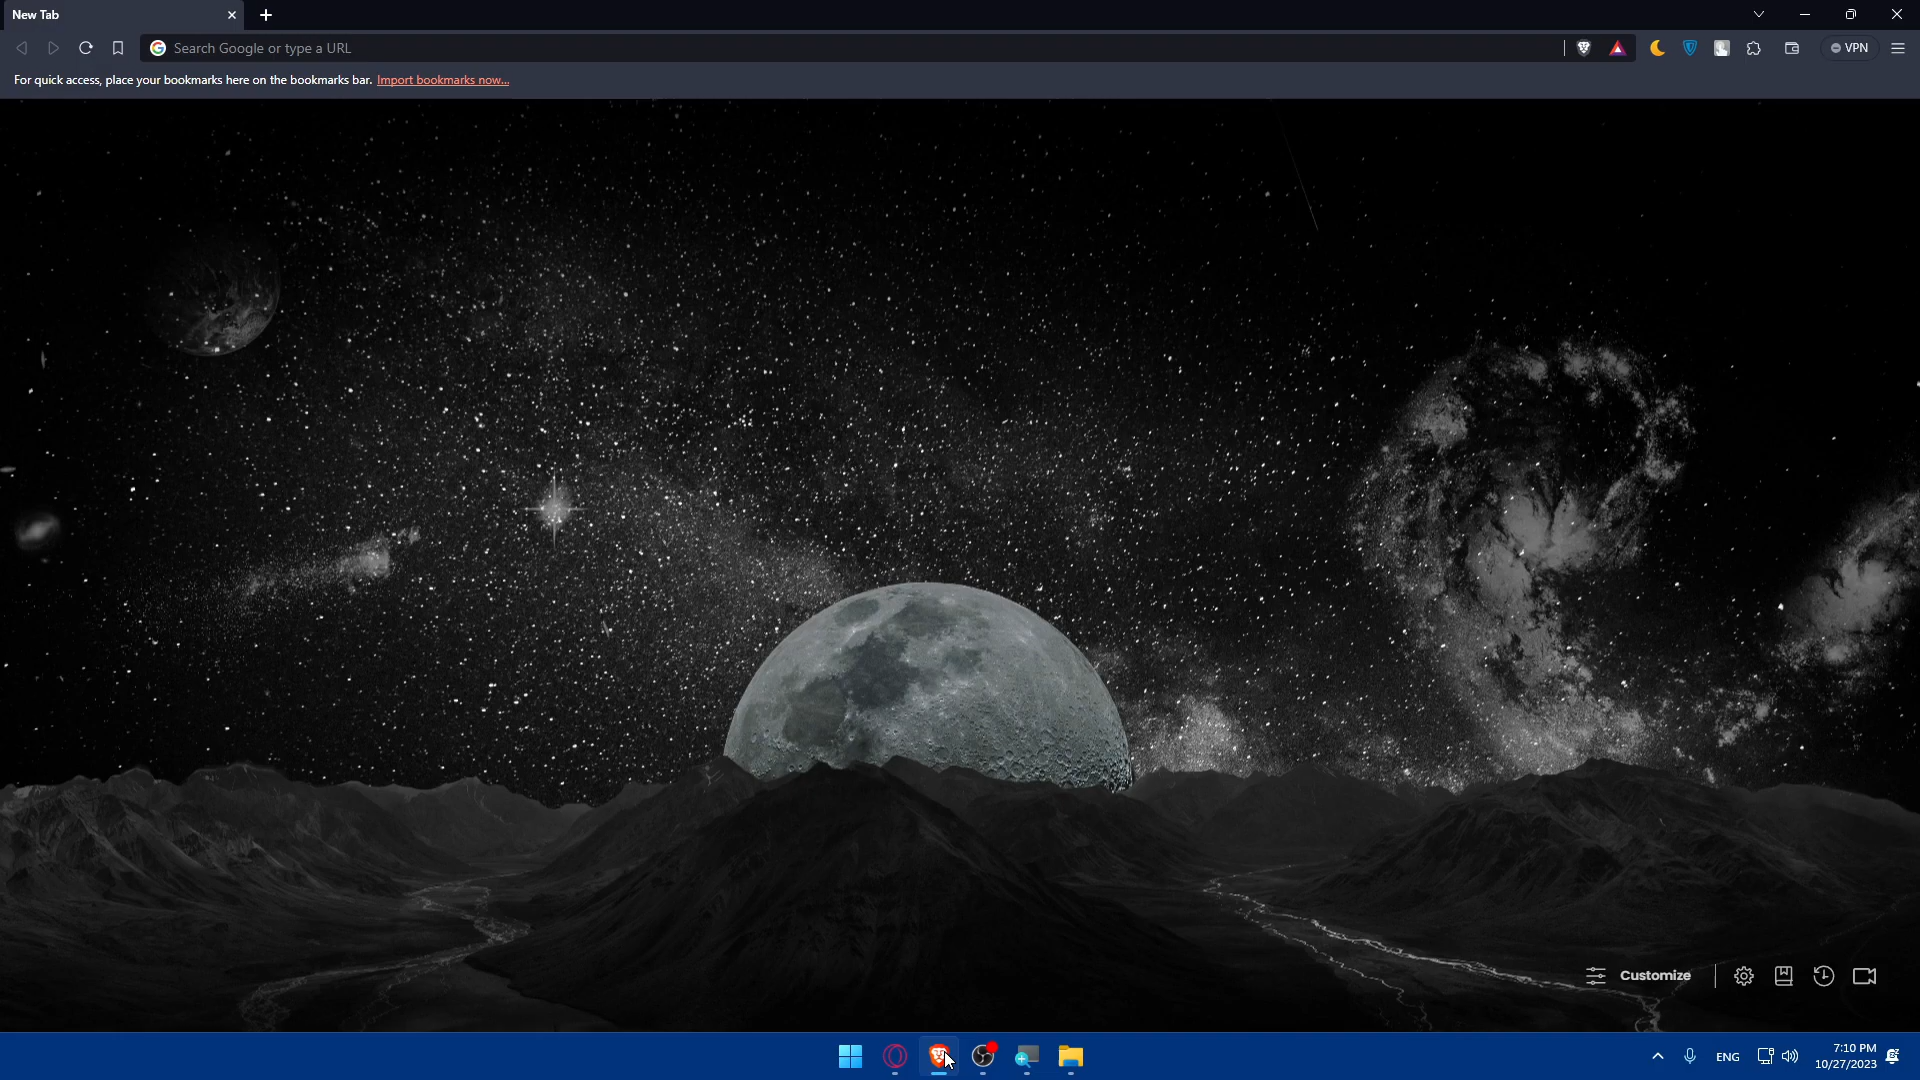 New Tab
Search Google or type a URL
VPN
For quick access, place your bookmarks here on the bookmarks bar. Import bookmarks now...
Customize
ENG
7:10 PM
10/27/2023